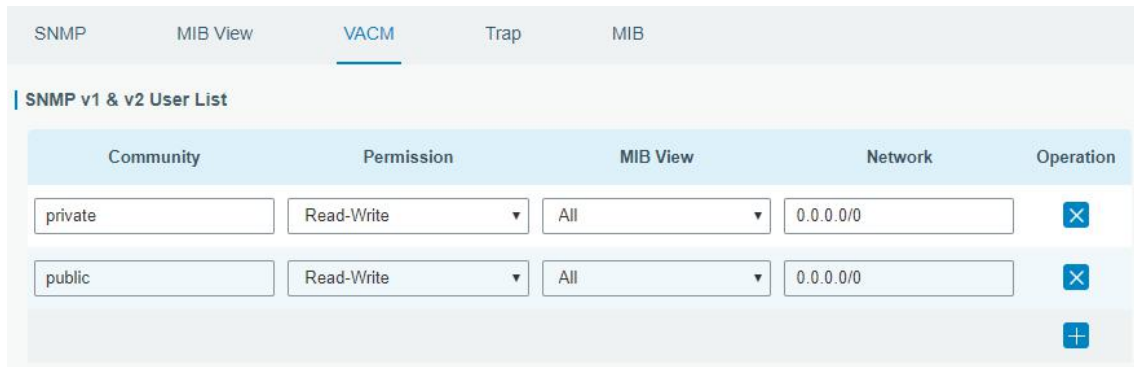 SNMP MIB View VACM Trap MIB
SNMP v1 & v2 User List
Community Permission MIB View Network Operation
private Read-Write All 0.0.0.0/0
public Read-Write All 0.0.0.0/0